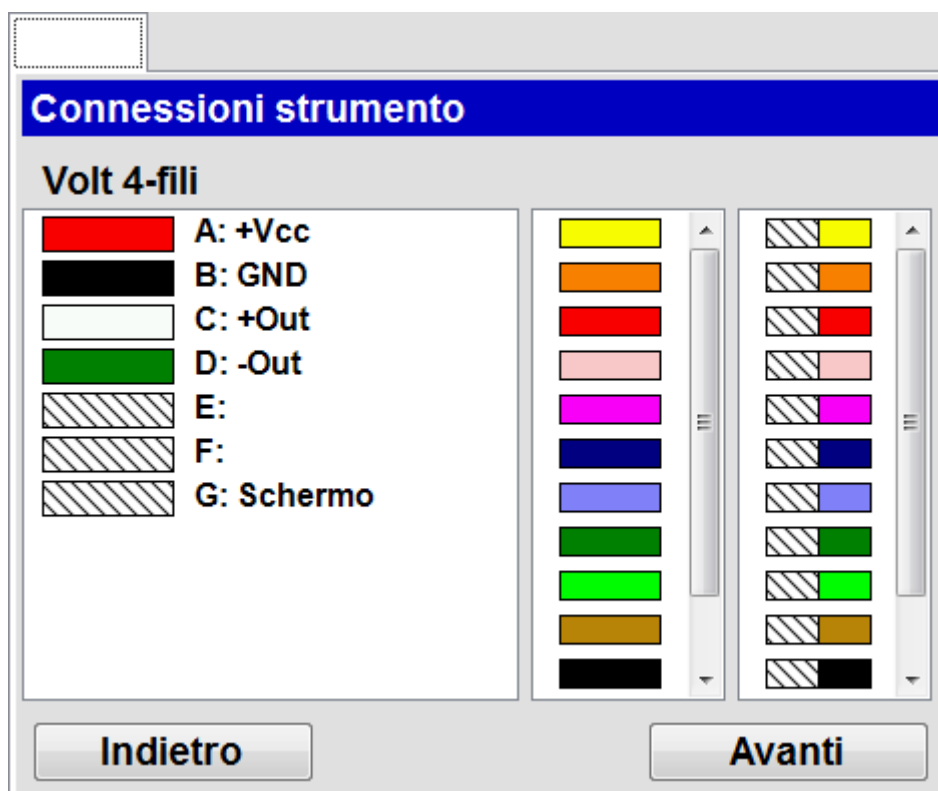 Connessioni strumento
Volt 4-fili
A: +Vcc
B: GND
C: +Out
D: -Out
E:
F:
G: Schermo
Indietro
Avanti